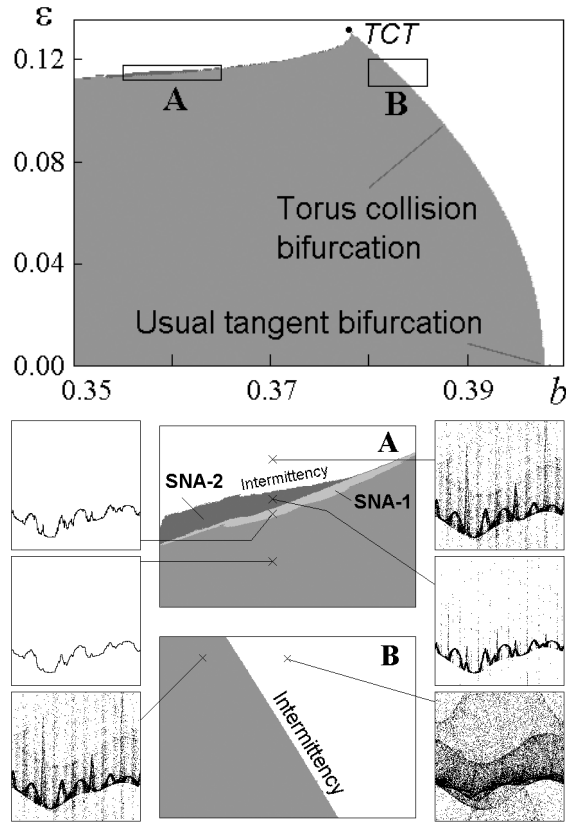 ε
0.12
0.08
0.04
0.00
0.35
0.37
0.39
b
TCT
A
B
Torus collision
bifurcation
Usual tangent bifurcation
A
SNA-2
Intermittency
SNA-1
B
Intermittency